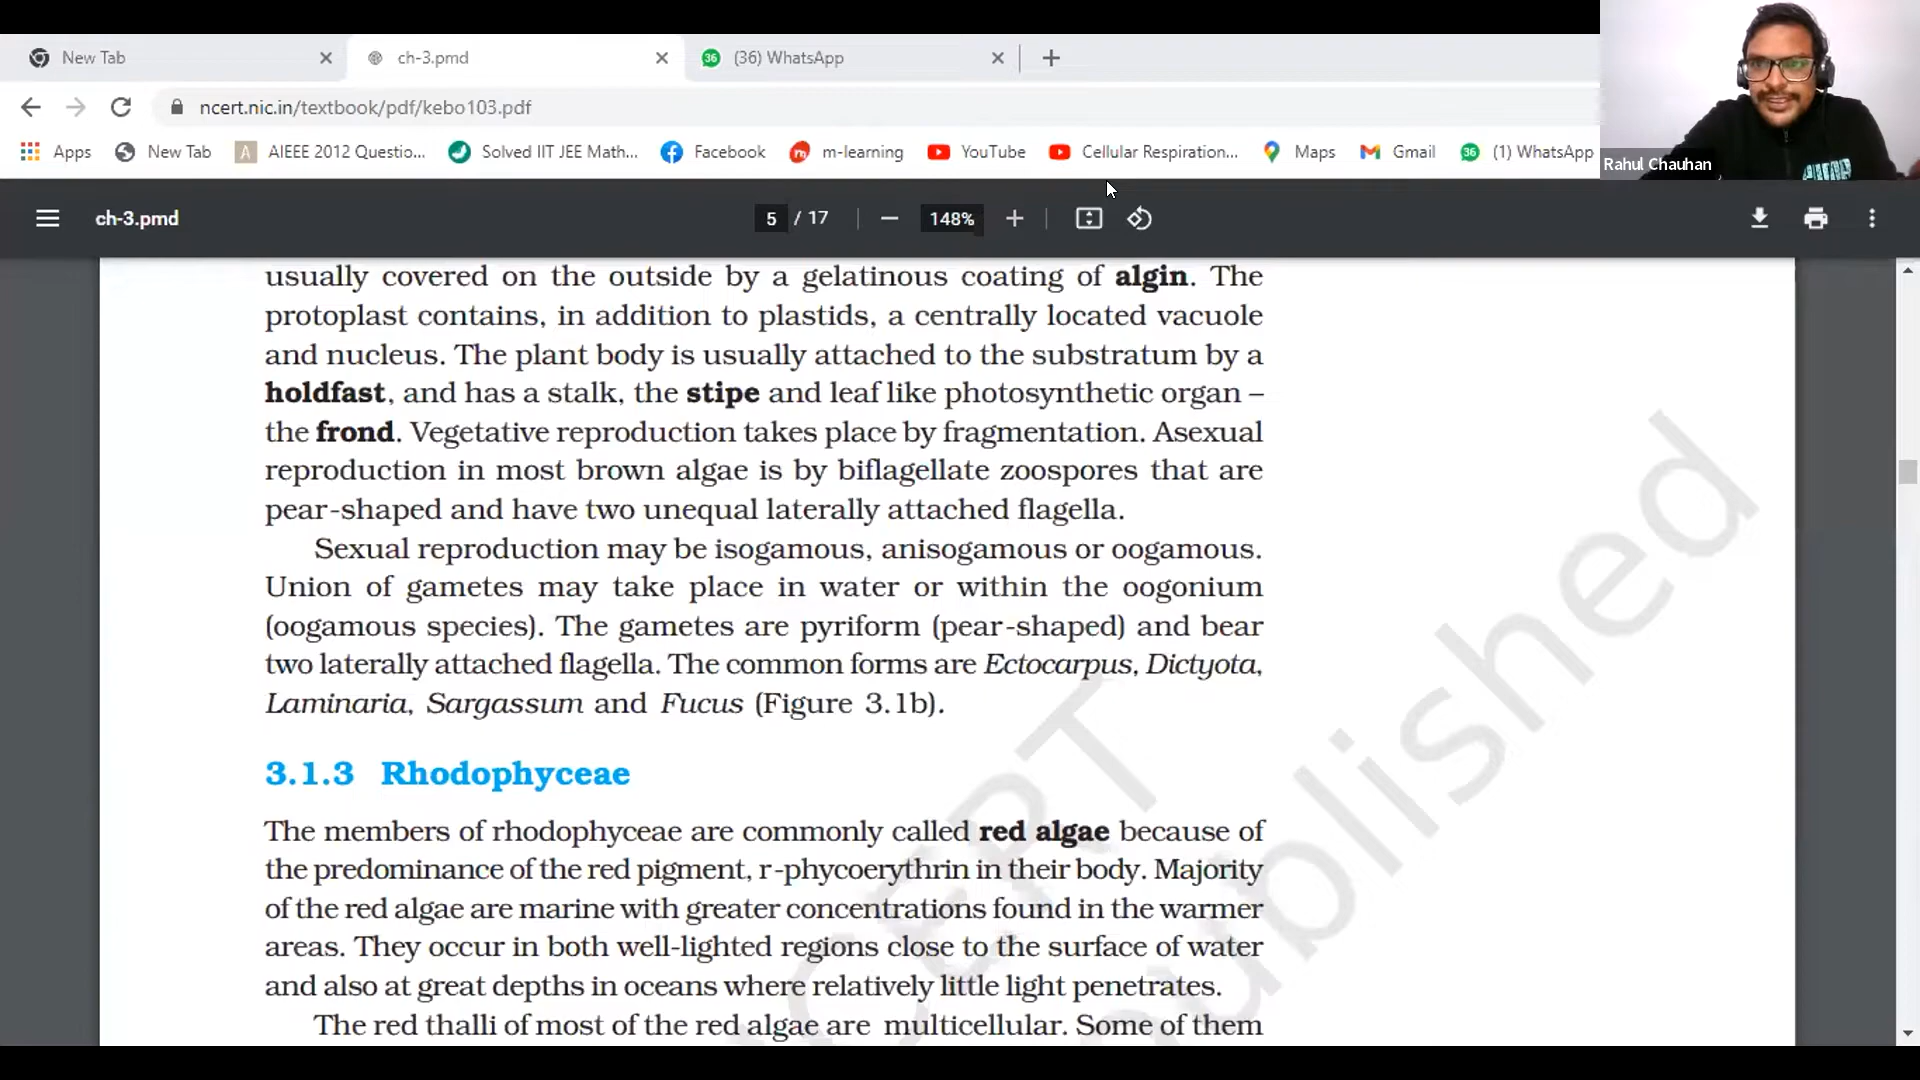 New Tab
ch-3.pmd
36
(36) WhatsApp
ncert.nic.in/textbook/pdf/kebo103.pdf
Apps
New Tab
A
AIEEE 2012 Questio...
Solved IIT JEE Math...
Facebook
m-learning
YouTube
Cellular Respiration...
Maps
Gmail
36
(1) WhatsApp
Rahul Chauhan
ch-3.pmd
5 / 17
148%
usually covered on the outside by a gelatinous coating of algin. The
protoplast contains, in addition to plastids, a centrally located vacuole
and nucleus. The plant body is usually attached to the substratum by a
holdfast, and has a stalk, the stipe and leaf like photosynthetic organ –
the frond. Vegetative reproduction takes place by fragmentation. Asexual
reproduction in most brown algae is by biflagellate zoospores that are
pear-shaped and have two unequal laterally attached flagella.
Sexual reproduction may be isogamous, anisogamous or oogamous.
Union of gametes may take place in water or within the oogonium
(oogamous species). The gametes are pyriform (pear-shaped) and bear
two laterally attached flagella. The common forms are Ectocarpus, Dictyota,
Laminaria, Sargassum and Fucus (Figure 3.1b).
3.1.3 Rhodophyceae
The members of rhodophyceae are commonly called red algae because of
the predominance of the red pigment, r-phycoerythrin in their body. Majority
of the red algae are marine with greater concentrations found in the warmer
areas. They occur in both well-lighted regions close to the surface of water
and also at great depths in oceans where relatively little light penetrates.
The red thalli of most of the red algae are multicellular. Some of them
CERT
ublished